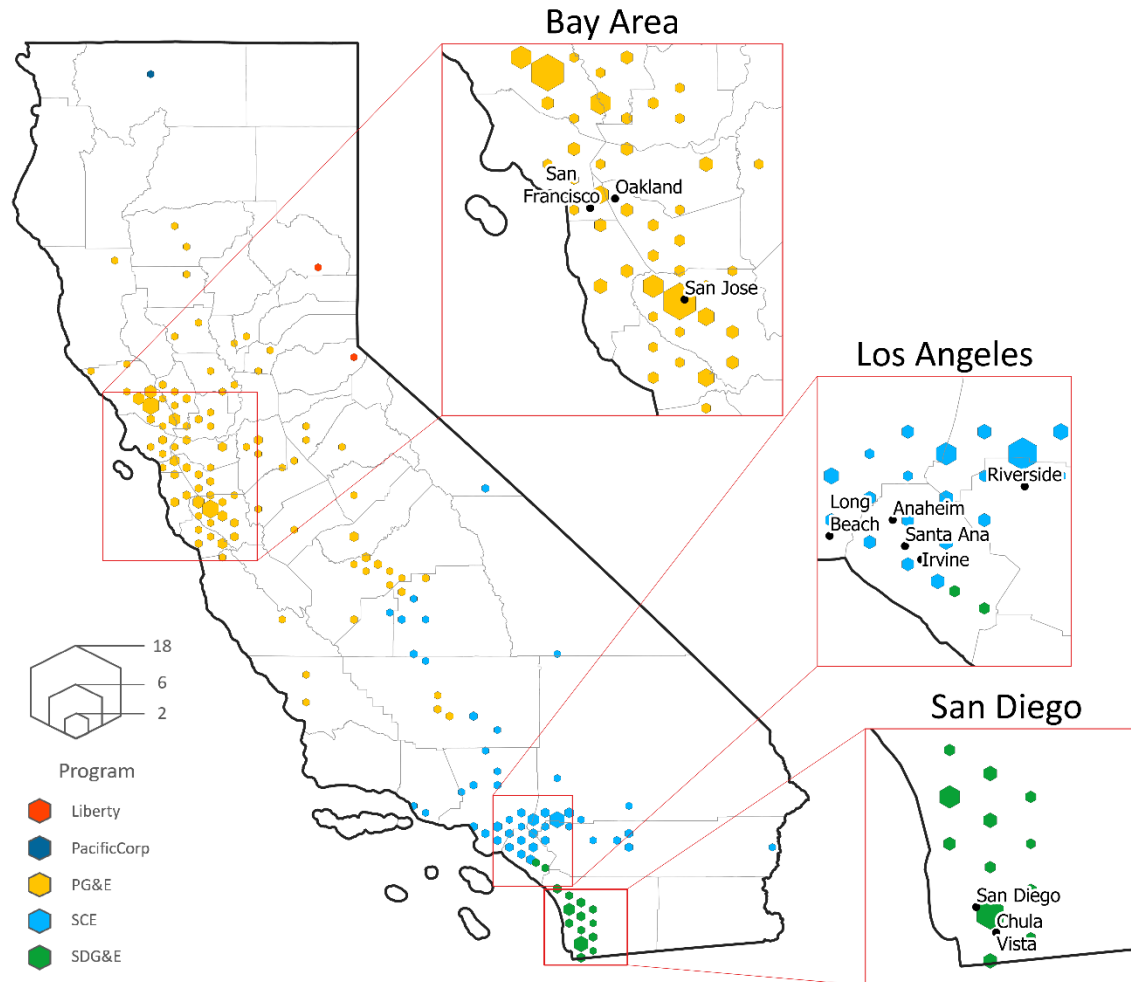 Bay Area
San
Francisco
Oakland
San Jose
Los Angeles
Riverside
Long
Beach
Anaheim
Santa Ana
Irvine
18
6
2
San Diego
Program
Liberty
PacificCorp
PG&E
SCE
SDG&E
San Diego
Chula
Vista